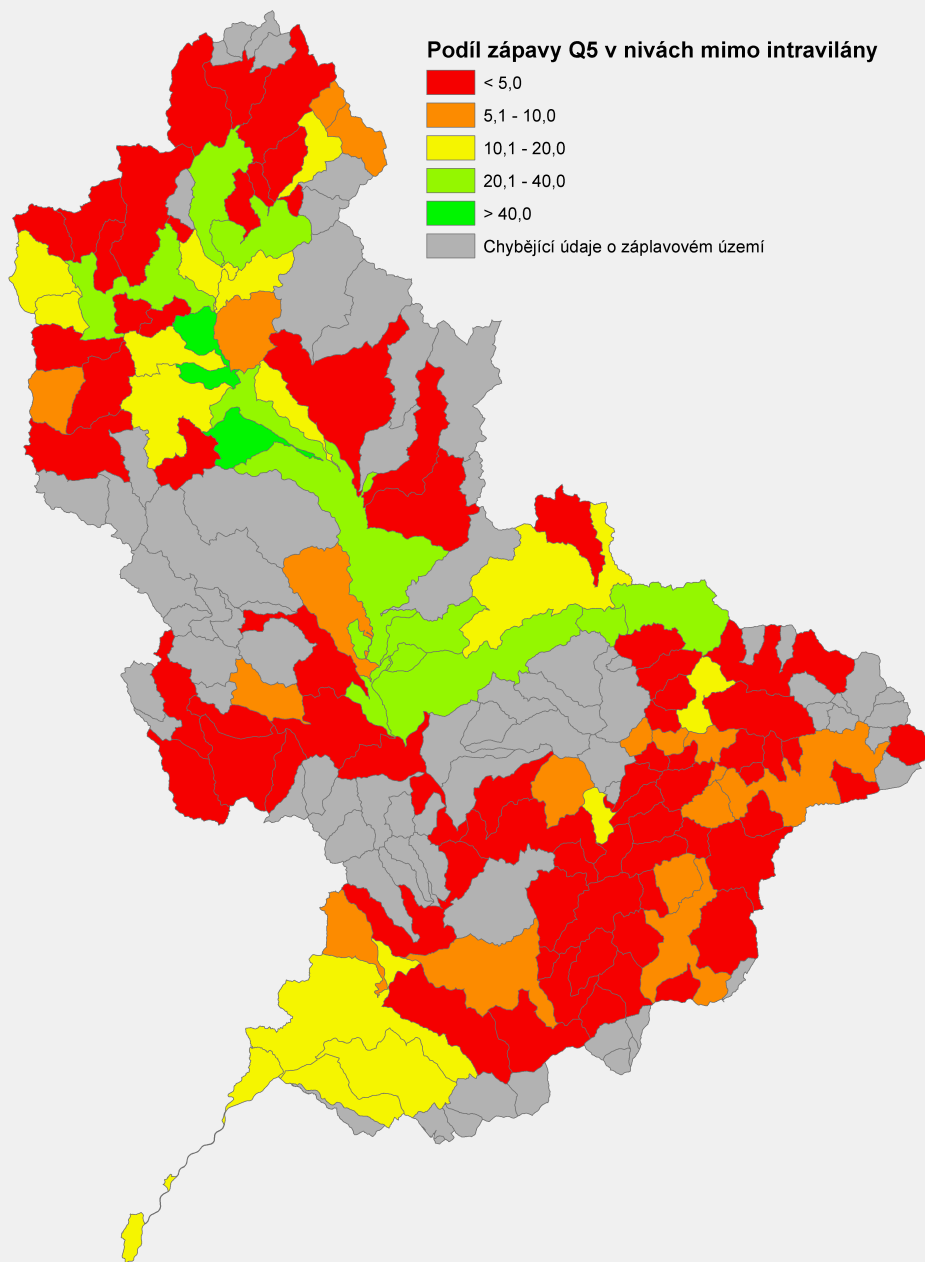 Podíl zápavy Q5 v nivách mimo intravilány
< 5,0
5,1 - 10,0
10,1 - 20,0
20,1 - 40,0
> 40,0
Chybějící údaje o záplavovém území